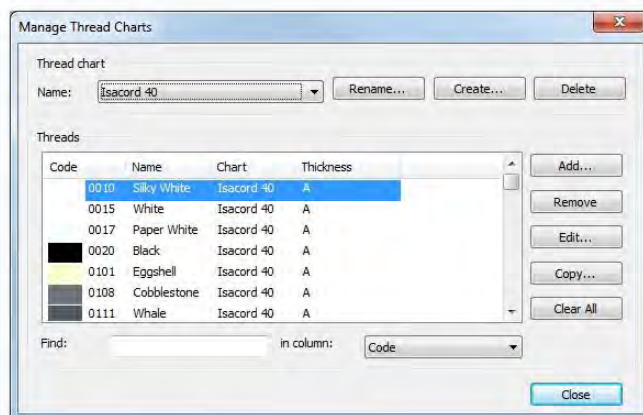 Manage Thread Charts
Thread chart
Name: Isacord 40 Rename... Create... Delete
Threads
Code Name Chart Thickness Add...
0010 Silky White Isacord 40 A
0015 White Isacord 40 A Remove
0017 Paper White Isacord 40 A
0020 Black Isacord 40 A Edit...
0101 Eggshell Isacord 40 A
0108 Cobblestone Isacord 40 A Copy...
0111 Whale Isacord 40 A Clear All
Find: in column: Code
Close